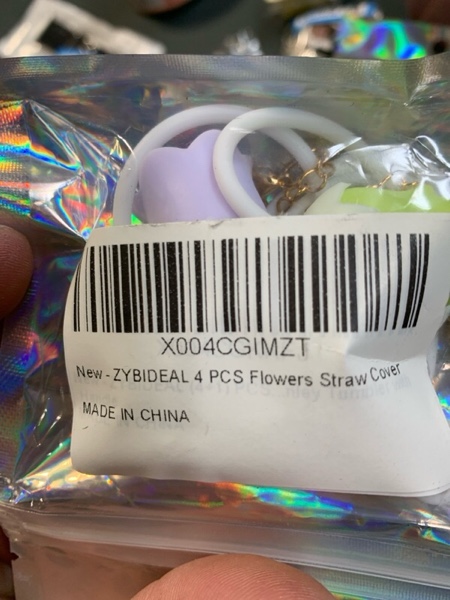 X004CGIMZT
New - ZYBIDEAL 4 PCS Flowers Straw Cover
MADE IN CHINA